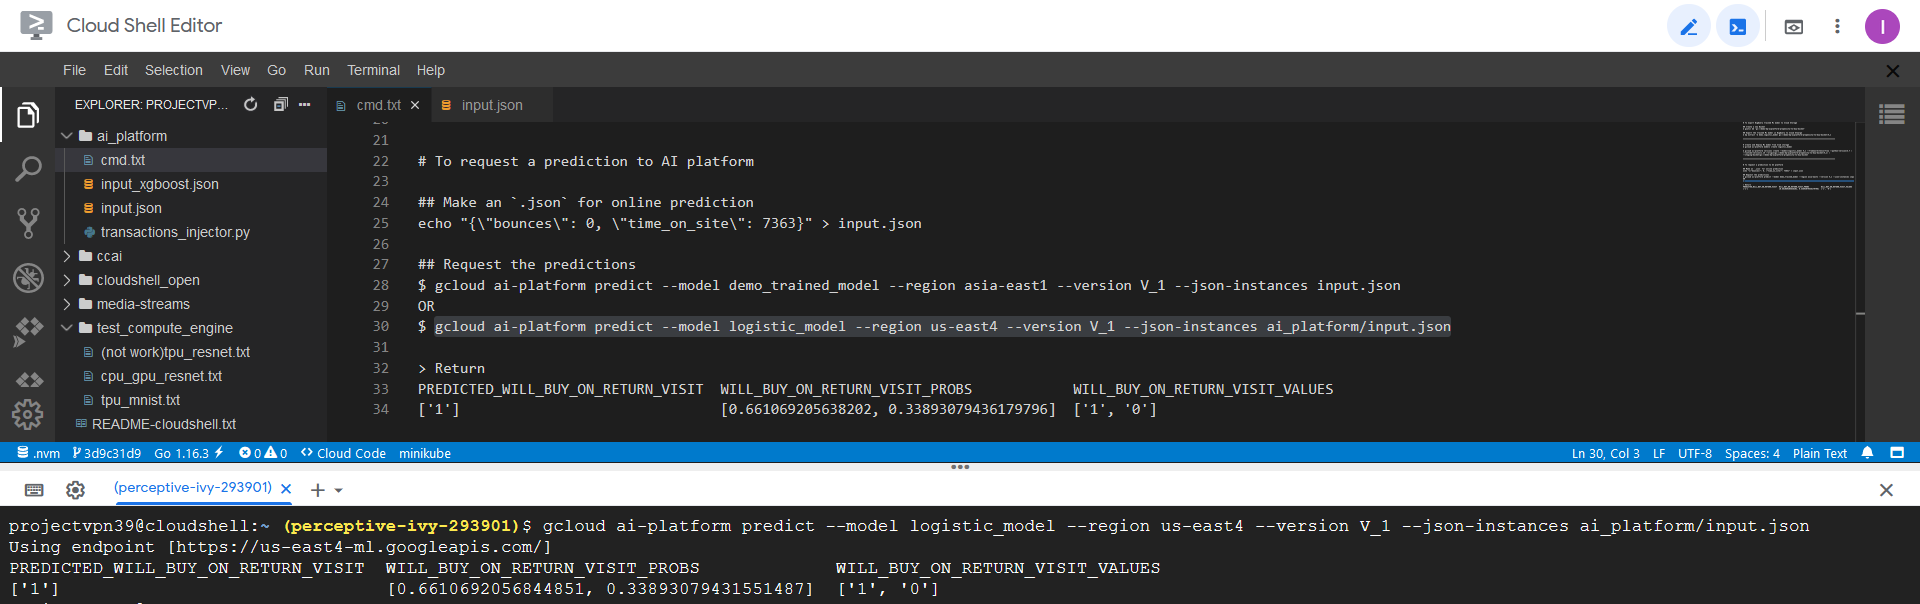 Cloud Shell Editor
I
File Edit Selection View Go Run Terminal Help
EXPLORER: PROJECTVP...
cmd.txt
input.json
ai_platform
cmd.txt
input_xgboost.json
input.json
transactions_injector.py
ccai
cloudshell_open
media-streams
test_compute_engine
(not work)tpu_resnet.txt
cpu_gpu_resnet.txt
tpu_mnist.txt
README-cloudshell.txt
21
22 # To request a prediction to AI platform
23
24 ## Make an `.json` for online prediction
25 echo "{\"bounces\": 0, \"time_on_site\": 7363}" > input.json
26
27 ## Request the predictions
28 $ gcloud ai-platform predict --model demo_trained_model --region asia-east1 --version V_1 --json-instances input.json
29 OR
30 $ gcloud ai-platform predict --model logistic_model --region us-east4 --version V_1 --json-instances ai_platform/input.json
31
32 > Return
33 PREDICTED_WILL_BUY_ON_RETURN_VISIT WILL_BUY_ON_RETURN_VISIT_PROBS WILL_BUY_ON_RETURN_VISIT_VALUES
34 ['1'] [0.661069205638202, 0.33893079436179796] ['1', '0']
.nvm 3d9c31d9 Go 1.16.3 0 0 <> Cloud Code minikube Ln 30, Col 3 LF UTF-8 Spaces: 4 Plain Text
(perceptive-ivy-293901)
projectvpn39@cloudshell:~ (perceptive-ivy-293901)$ gcloud ai-platform predict --model logistic_model --region us-east4 --version V_1 --json-instances ai_platform/input.json
Using endpoint [https://us-east4-ml.googleapis.com/]
PREDICTED_WILL_BUY_ON_RETURN_VISIT WILL_BUY_ON_RETURN_VISIT_PROBS WILL_BUY_ON_RETURN_VISIT_VALUES
['1'] [0.6610692056844851, 0.33893079431551487] ['1', '0']